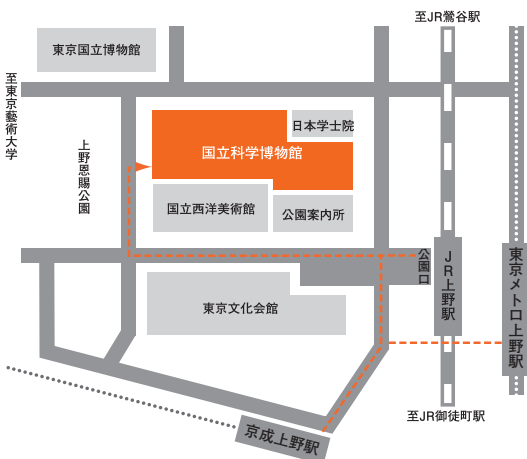 至JR鶯谷駅
東京国立博物館
至東京藝術大学
上野恩賜公園
日本学士院
国立科学博物館
国立西洋美術館
公園案内所
公園口
JR上野駅
東京メトロ上野駅
東京文化会館
至JR御徒町駅
京成上野駅